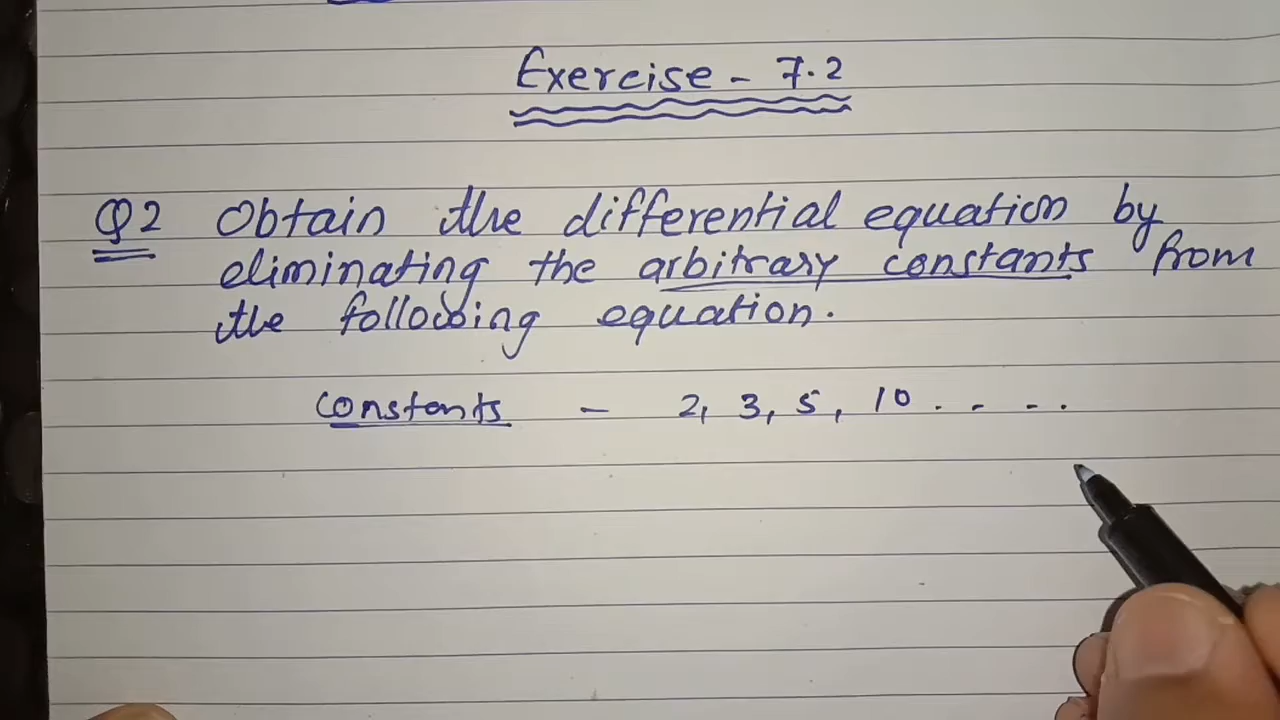 Exercise - 7.2
Q2 Obtain the differential equation by
eliminating the arbitrary constants from
the following equation.
constants - 2, 3, 5, 10 . - - .